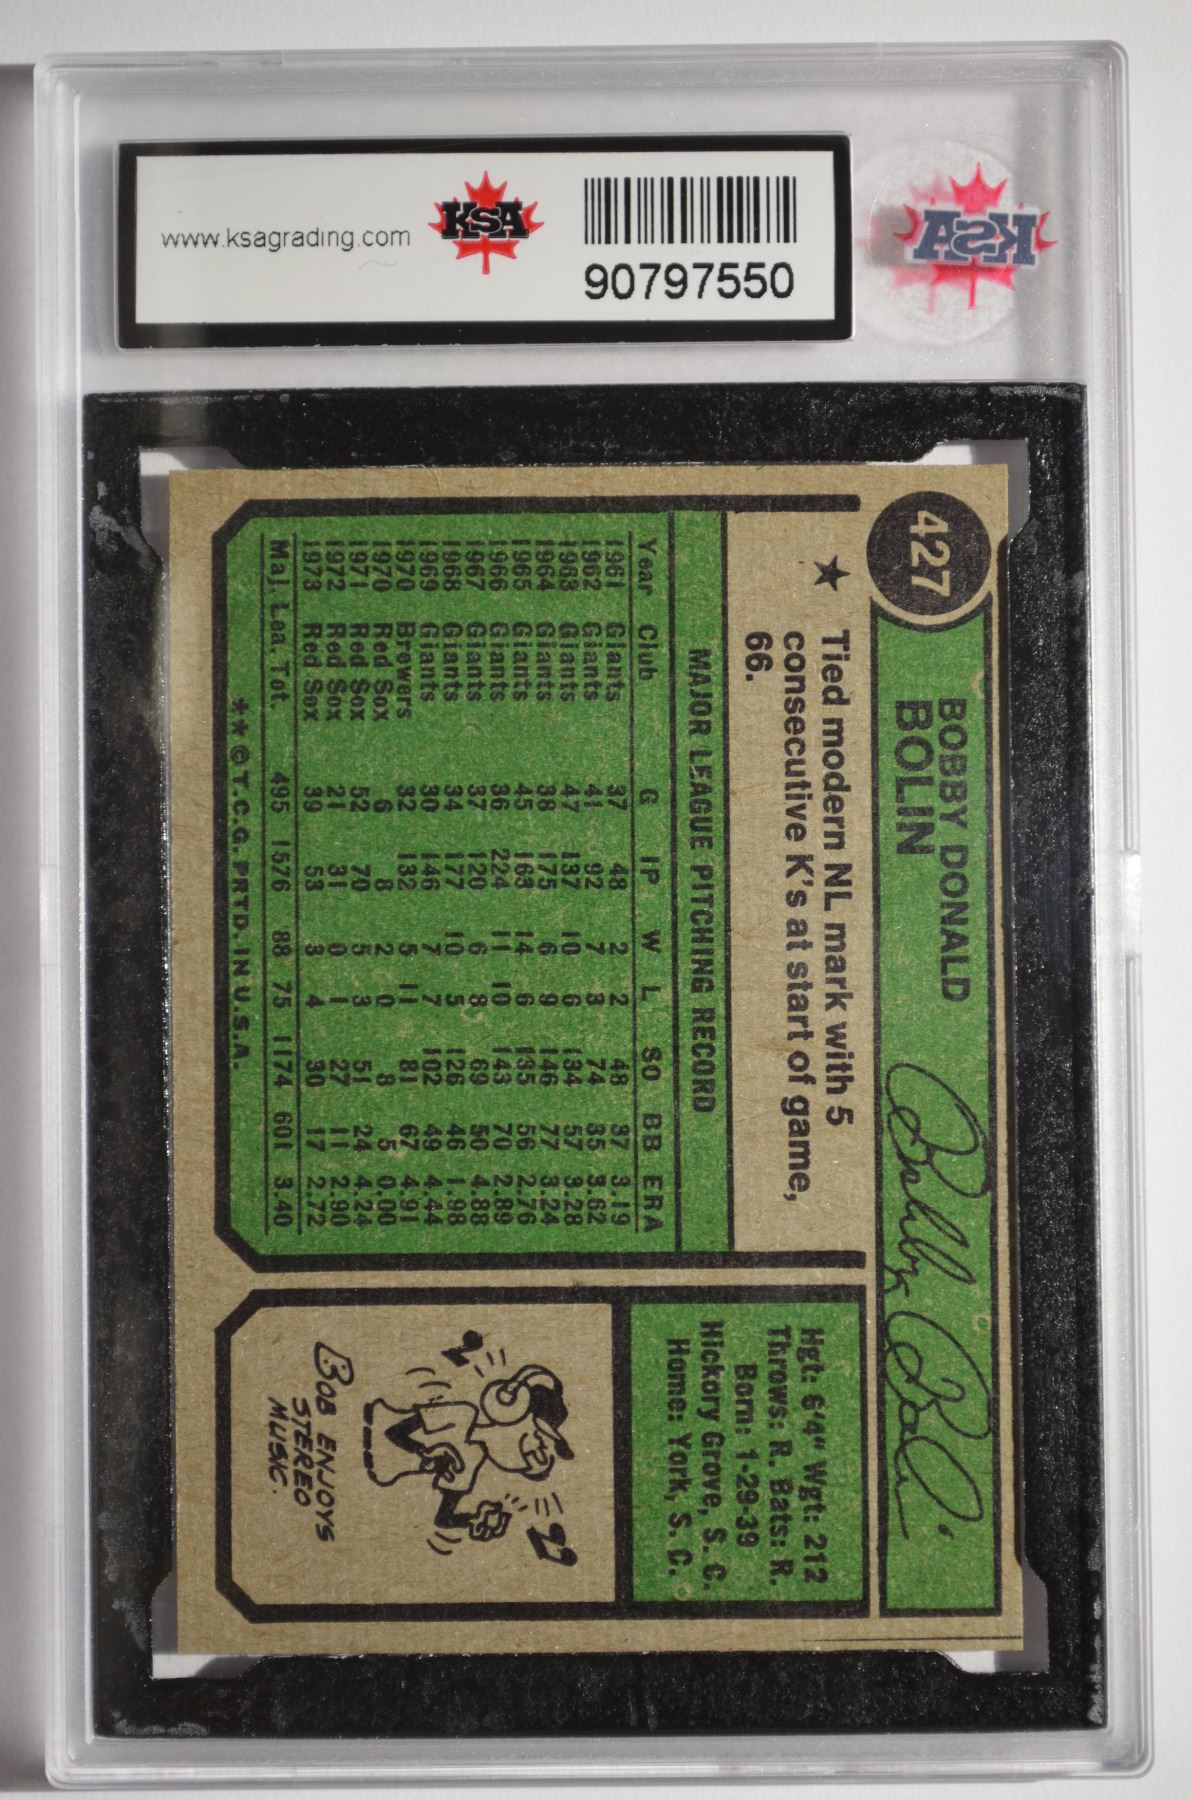 www.ksagrading.com
KSA
90797550
KSA
427
BOBBY DONALD
BOLIN
Bobby Bolin
★ Tied modern NL mark with 5
consecutive K's at start of game,
66.
MAJOR LEAGUE PITCHING RECORD
Year Club G IP W L SO BB ERA
1961 Giants 37 48 2 2 48 37 3.19
1962 Giants 41 92 7 3 74 35 3.62
1963 Giants 47 137 10 6 134 57 3.28
1964 Giants 38 175 6 9 146 77 3.24
1965 Giants 45 163 14 6 135 56 2.76
1966 Giants 36 224 11 10 143 70 2.89
1967 Giants 37 120 6 8 69 50 4.88
1968 Giants 34 177 10 5 126 46 1.98
1969 Giants 30 146 7 7 102 49 4.44
1970 Brewers 32 132 5 11 81 67 4.91
1970 Red Sox 6 8 2 0 8 5 0.00
1971 Red Sox 52 70 5 3 51 24 4.24
1972 Red Sox 21 31 0 1 27 11 2.90
1973 Red Sox 39 53 3 4 30 17 2.72
Maj. Lea. Tot. 495 1576 88 75 1174 601 3.40
**©T.C.G. PRTD. IN U.S.A.
Hgt: 6'4" Wgt: 212
Throws: R. Bats: R.
Born: 1-29-39
Hickory Grove, S. C.
Home: York, S. C.
BOB ENJOYS
STEREO
MUSIC.